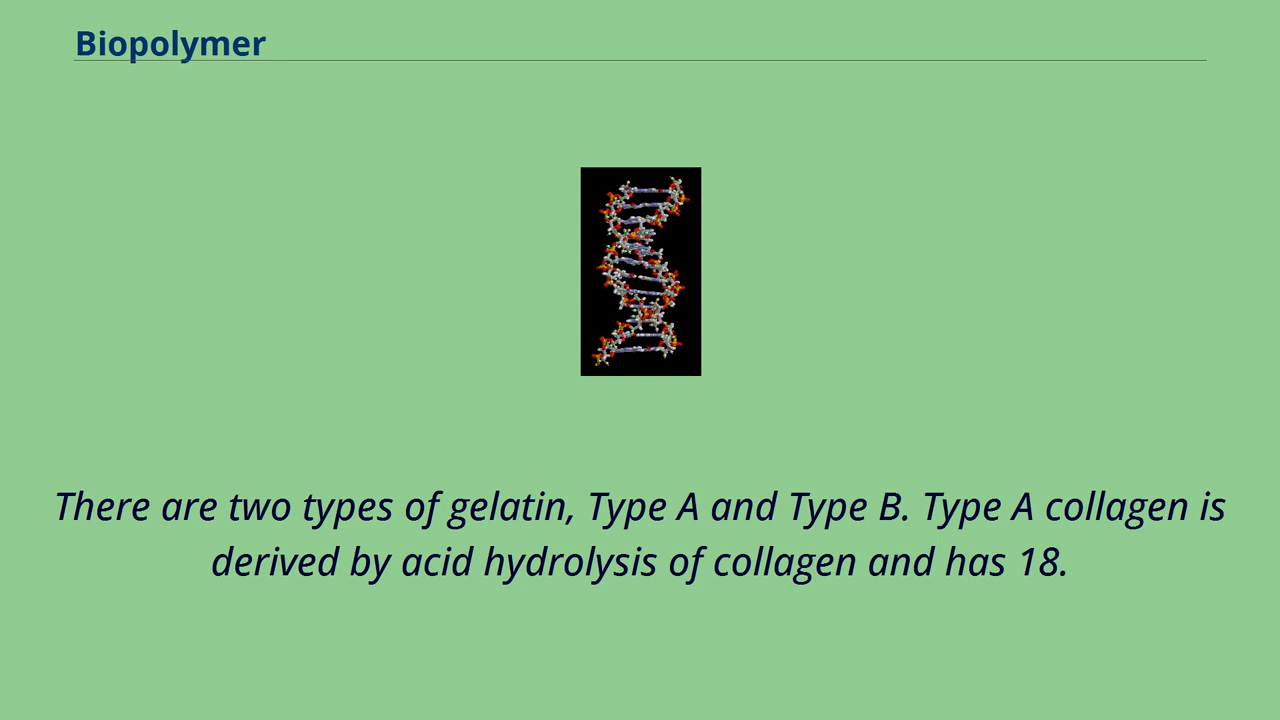 Biopolymer
There are two types of gelatin, Type A and Type B. Type A collagen is
derived by acid hydrolysis of collagen and has 18.